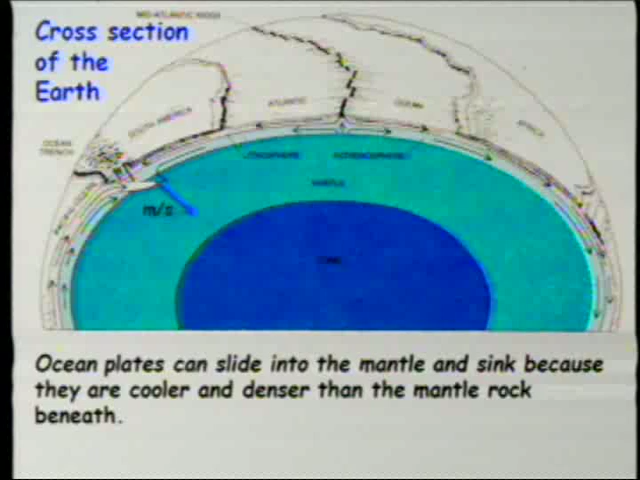 MID-ATLANTIC RIDGE
Cross section
of the
Earth
SOUTH AMERICA
ATLANTIC
OCEAN
AFRICA
OCEAN
TRENCH
LITHOSPHERE
ASTHENOSPHERE
MANTLE
m/s
CORE
Ocean plates can slide into the mantle and sink because
they are cooler and denser than the mantle rock
beneath.